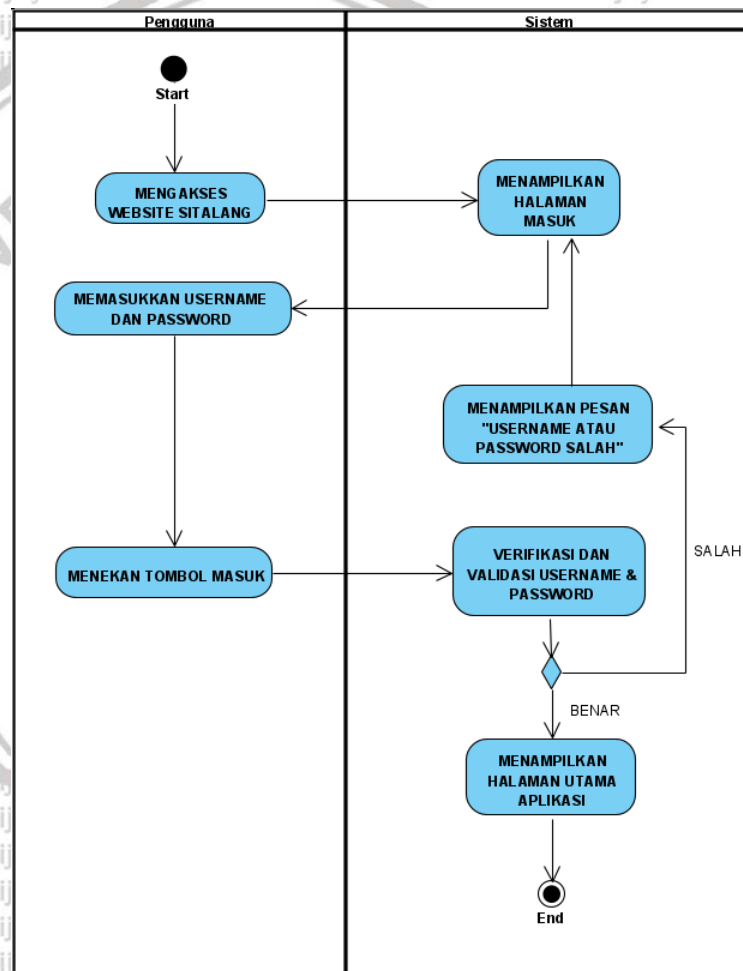 Pengguna
Sistem
Start
MENGAKSES
WEBSITE SITALANG
MENAMPILKAN
HALAMAN
MASUK
MEMASUKKAN USERNAME
DAN PASSWORD
MENAMPILKAN PESAN
"USERNAME ATAU
PASSWORD SALAH"
MENEKAN TOMBOL MASUK
VERIFIKASI DAN
VALIDASI USERNAME &
PASSWORD
SALAH
BENAR
MENAMPILKAN
HALAMAN UTAMA
APLIKASI
End